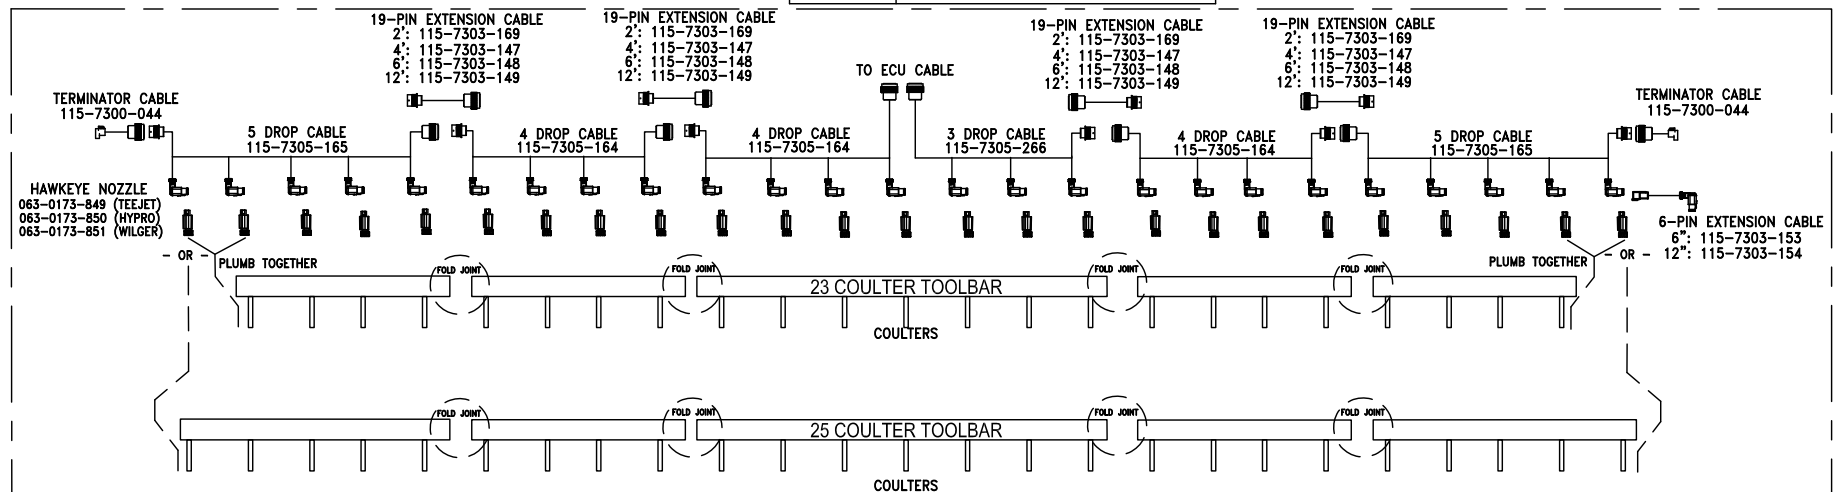 19-PIN EXTENSION CABLE
2': 115-7303-169
4': 115-7303-147
6': 115-7303-148
12': 115-7303-149
19-PIN EXTENSION CABLE
2': 115-7303-169
4': 115-7303-147
6': 115-7303-148
12': 115-7303-149
19-PIN EXTENSION CABLE
2': 115-7303-169
4': 115-7303-147
6': 115-7303-148
12': 115-7303-149
19-PIN EXTENSION CABLE
2': 115-7303-169
4': 115-7303-147
6': 115-7303-148
12': 115-7303-149
TO ECU CABLE
TERMINATOR CABLE
115-7300-044
TERMINATOR CABLE
115-7300-044
5 DROP CABLE
115-7305-165
4 DROP CABLE
115-7305-164
4 DROP CABLE
115-7305-164
3 DROP CABLE
115-7305-266
4 DROP CABLE
115-7305-164
5 DROP CABLE
115-7305-165
HAWKEYE NOZZLE
063-0173-849 (TEEJET)
063-0173-850 (HYPRO)
063-0173-851 (WILGER)
6-PIN EXTENSION CABLE
6": 115-7303-153
12": 115-7303-154
- OR -
PLUMB TOGETHER
PLUMB TOGETHER
- OR -
FOLD JOINT
FOLD JOINT
FOLD JOINT
FOLD JOINT
23 COULTER TOOLBAR
COULTERS
FOLD JOINT
FOLD JOINT
FOLD JOINT
FOLD JOINT
25 COULTER TOOLBAR
COULTERS